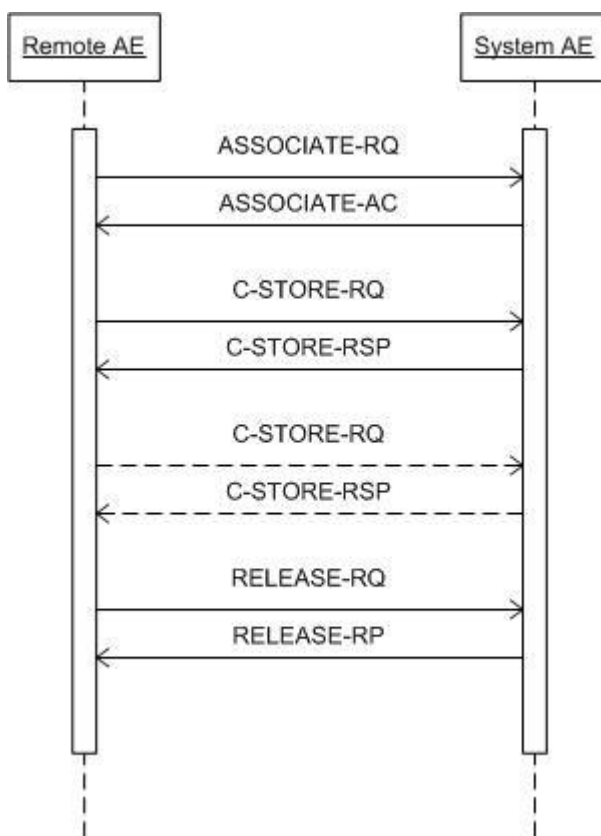 Remote AE
System AE
ASSOCIATE-RQ
ASSOCIATE-AC
C-STORE-RQ
C-STORE-RSP
C-STORE-RQ
C-STORE-RSP
RELEASE-RQ
RELEASE-RP